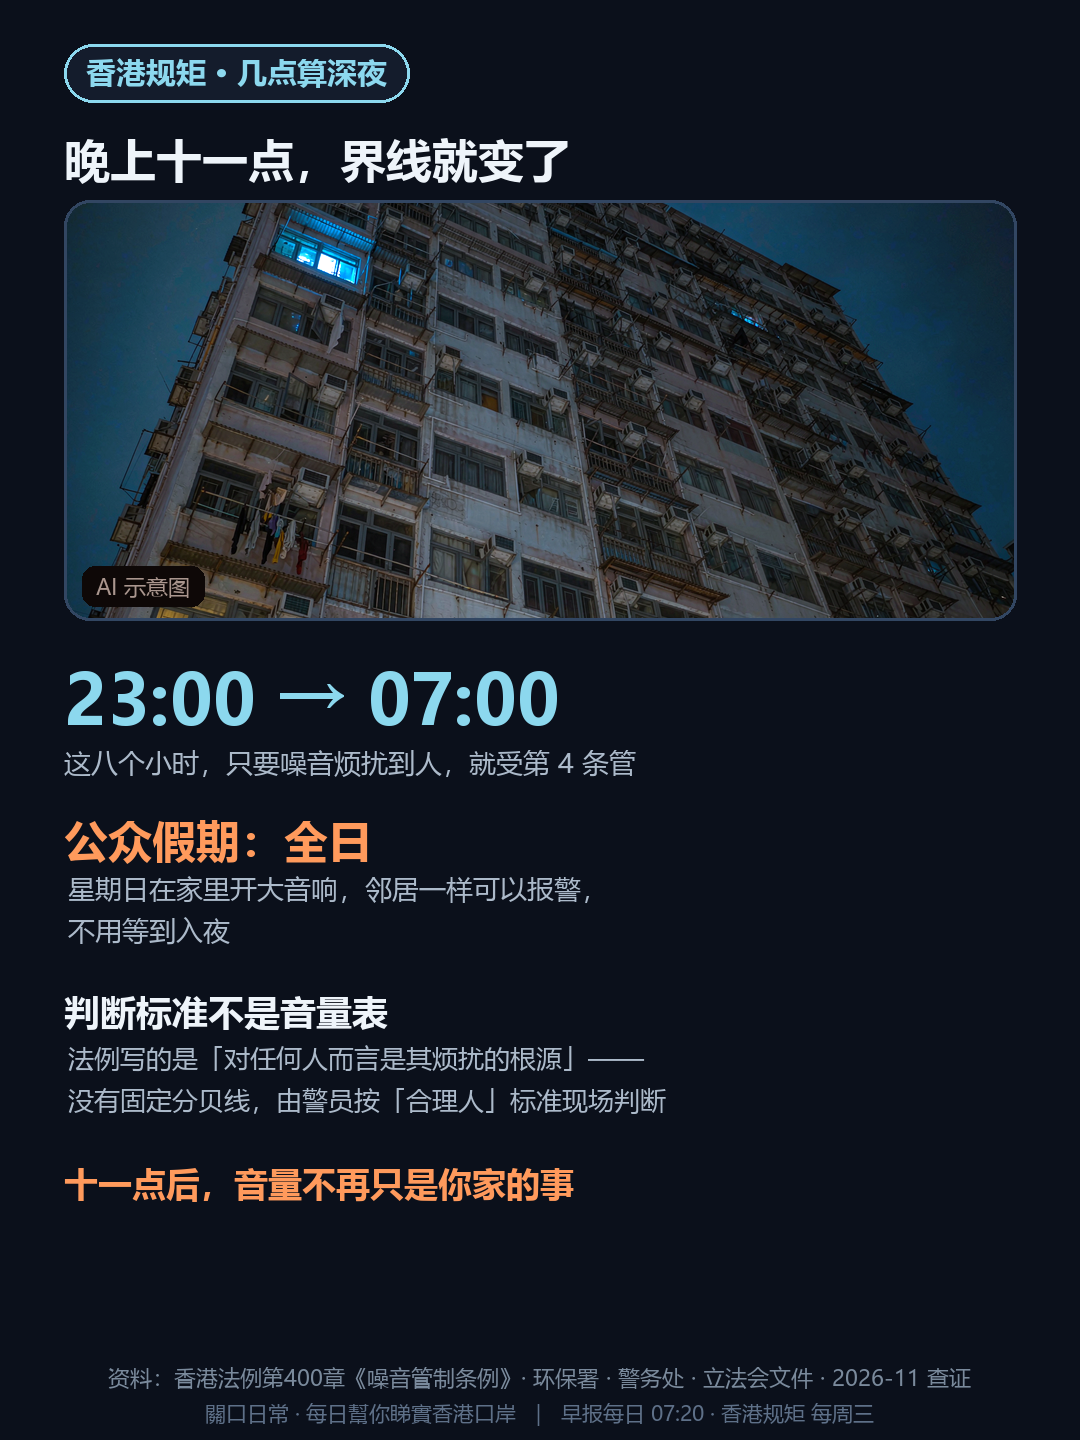 香港规矩·几点算深夜
晚上十一点，界线就变了
AI 示意图
23:00 → 07:00
这八个小时，只要噪音烦扰到人，就受第 4 条管
公众假期：全日
星期日在家里开大音响，邻居一样可以报警，
不用等到入夜
判断标准不是音量表
法例写的是「对任何人而言是其烦扰的根源」——
没有固定分贝线，由警员按「合理人」标准现场判断
十一点后，音量不再只是你家的事
资料：香港法例第400章《噪音管制条例》· 环保署 · 警务处 · 立法会文件 · 2026-11 查证
關口日常 · 每日幫你睇實香港口岸 | 早报每日 07:20 · 香港规矩 每周三